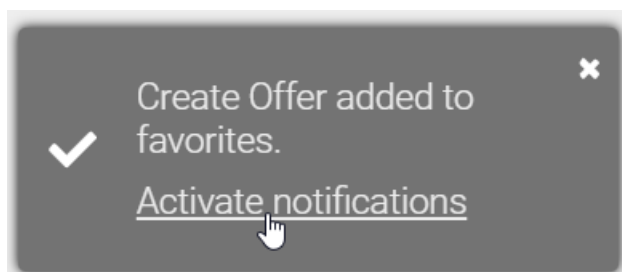 Create Offer added to
favorites.
Activate notifications